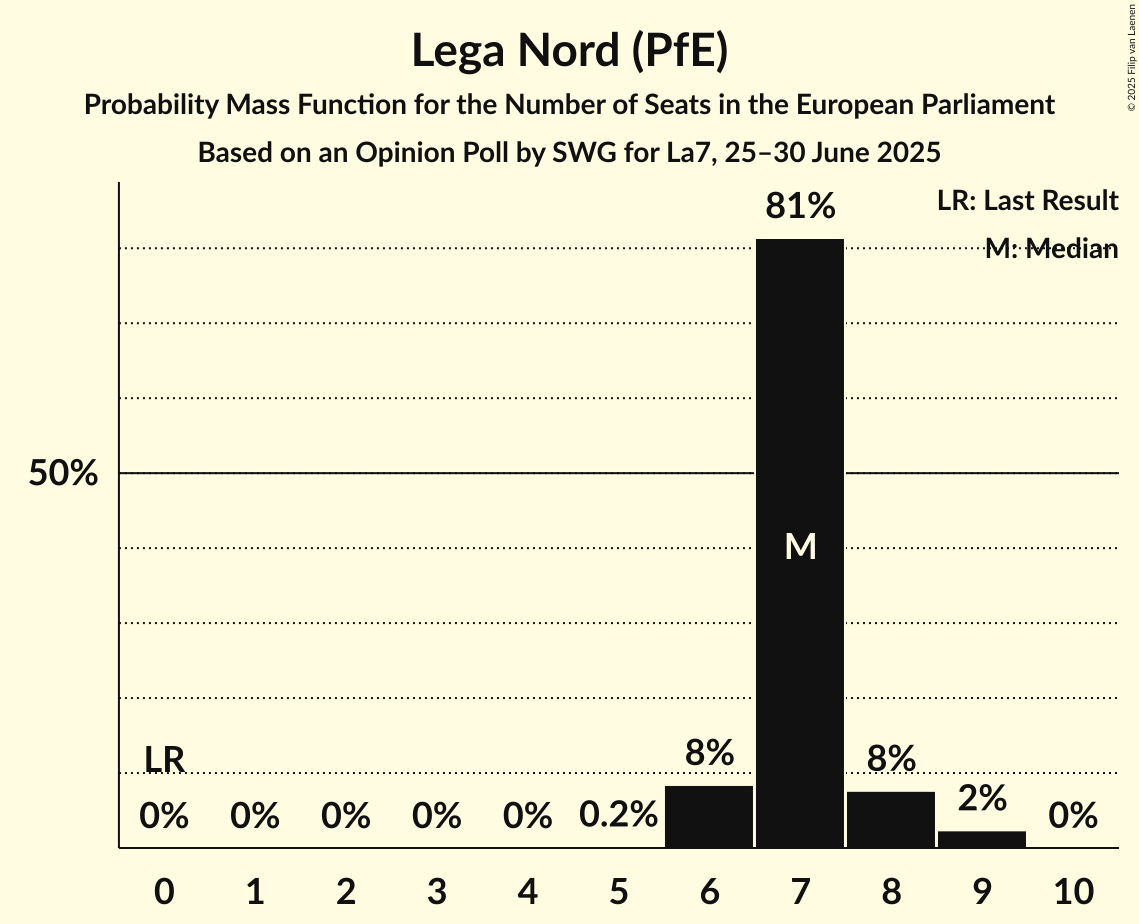 Lega Nord (PfE)
Probability Mass Function for the Number of Seats in the European Parliament
Based on an Opinion Poll by SWG for La7, 25–30 June 2025
© 2025 Filip van Laenen
LR: Last Result
M: Median
81%
50%
M
LR
0%
0%
0%
0%
0%
0.2%
8%
8%
2%
0%
0 1 2 3 4 5 6 7 8 9 10